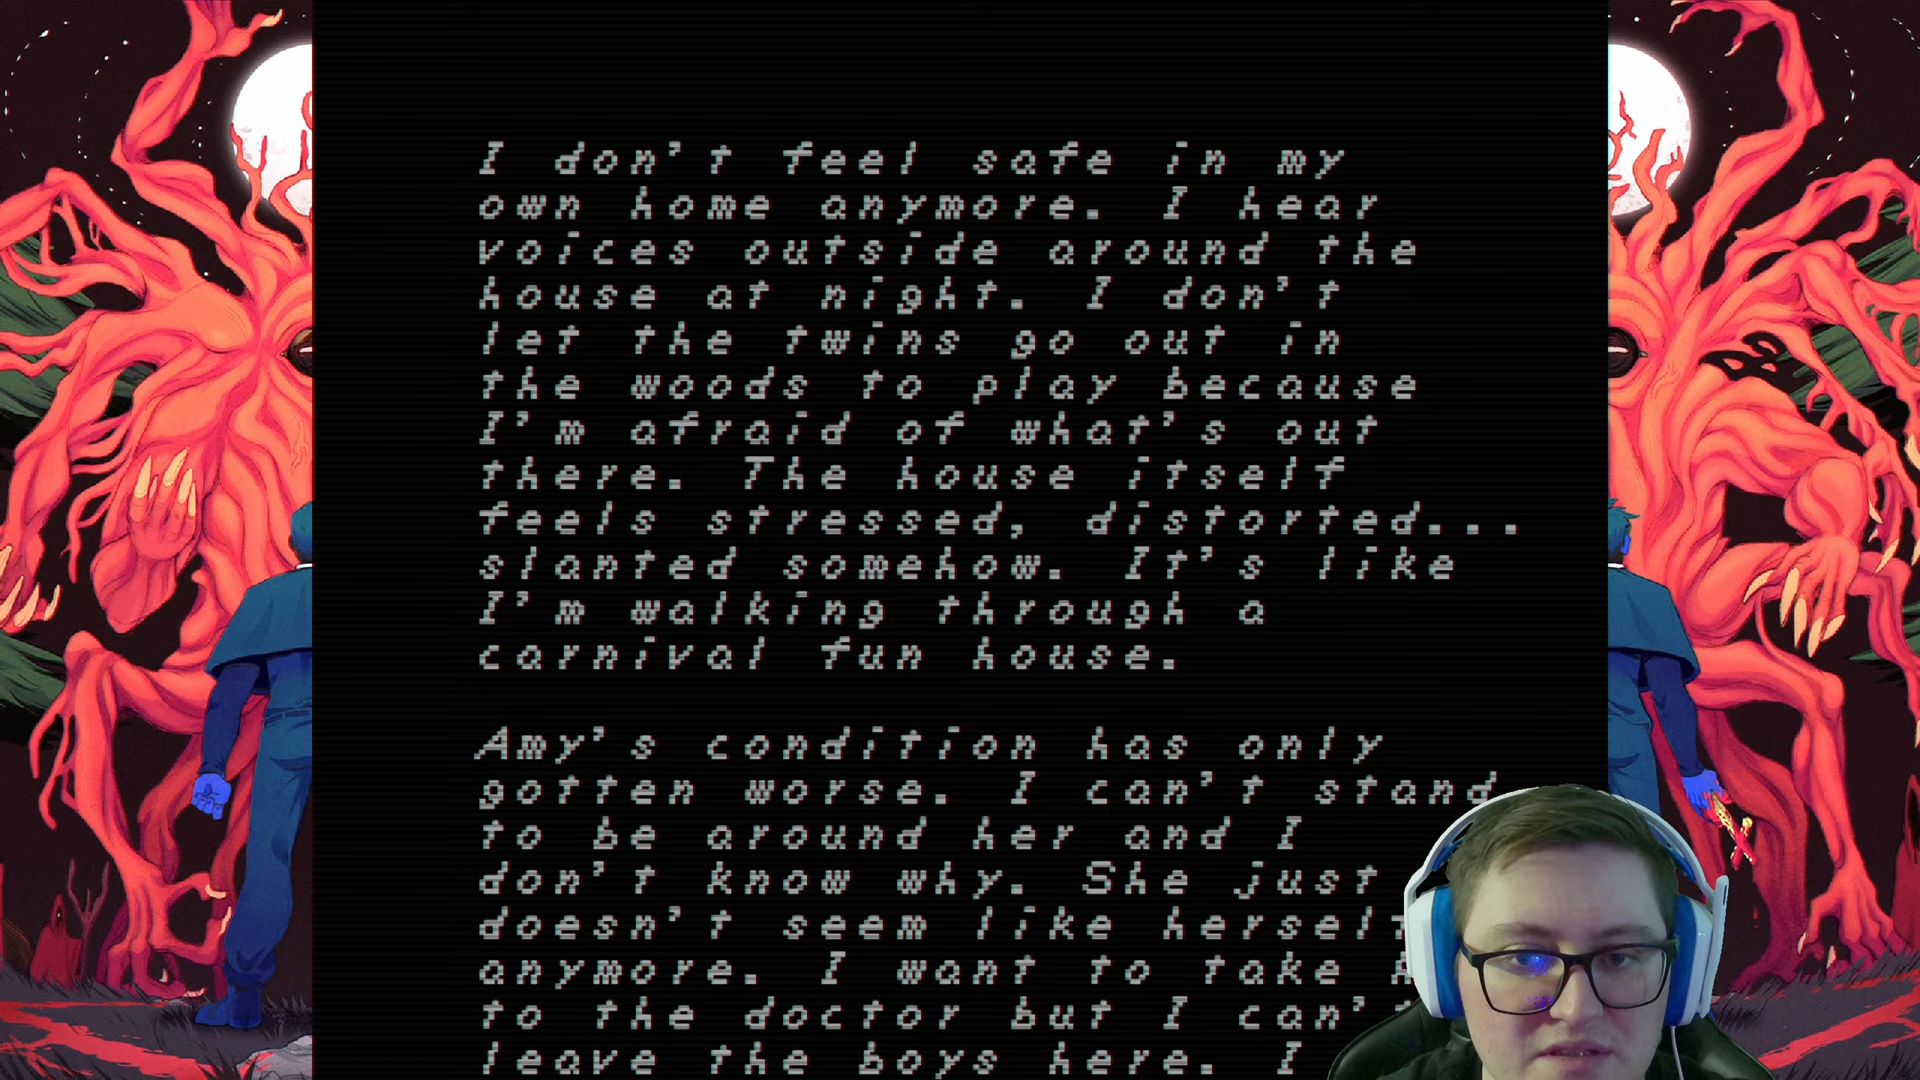 I don't feel safe in my
own home anymore. I hear
voices outside around the
house at night. I don't
let the twins go out in
the woods to play because
I'm afraid of what's out
there. The house itself
feels stressed, distorted...
slanted somehow. It's like
I'm walking through a
carnival fun house.
Amy's condition has only
gotten worse. I can't stand
to be around her and I
don't know why. She just
doesn't seem like herself
anymore. I want to take
to the doctor but I can't
leave the boys here. I